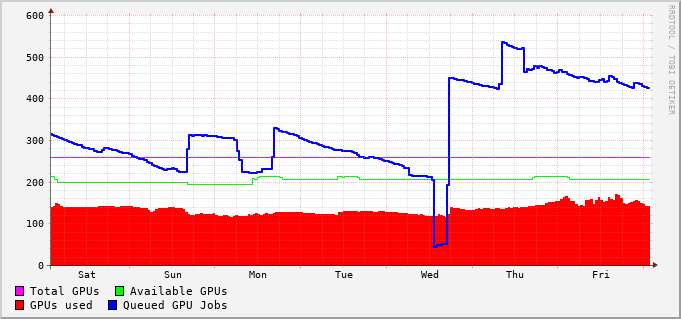 600
500
400
300
200
100
0
Sat Sun Mon Tue Wed Thu Fri
Total GPUs Available GPUs
GPUs used Queued GPU Jobs
RRDTOOL / TOBI OETIKER